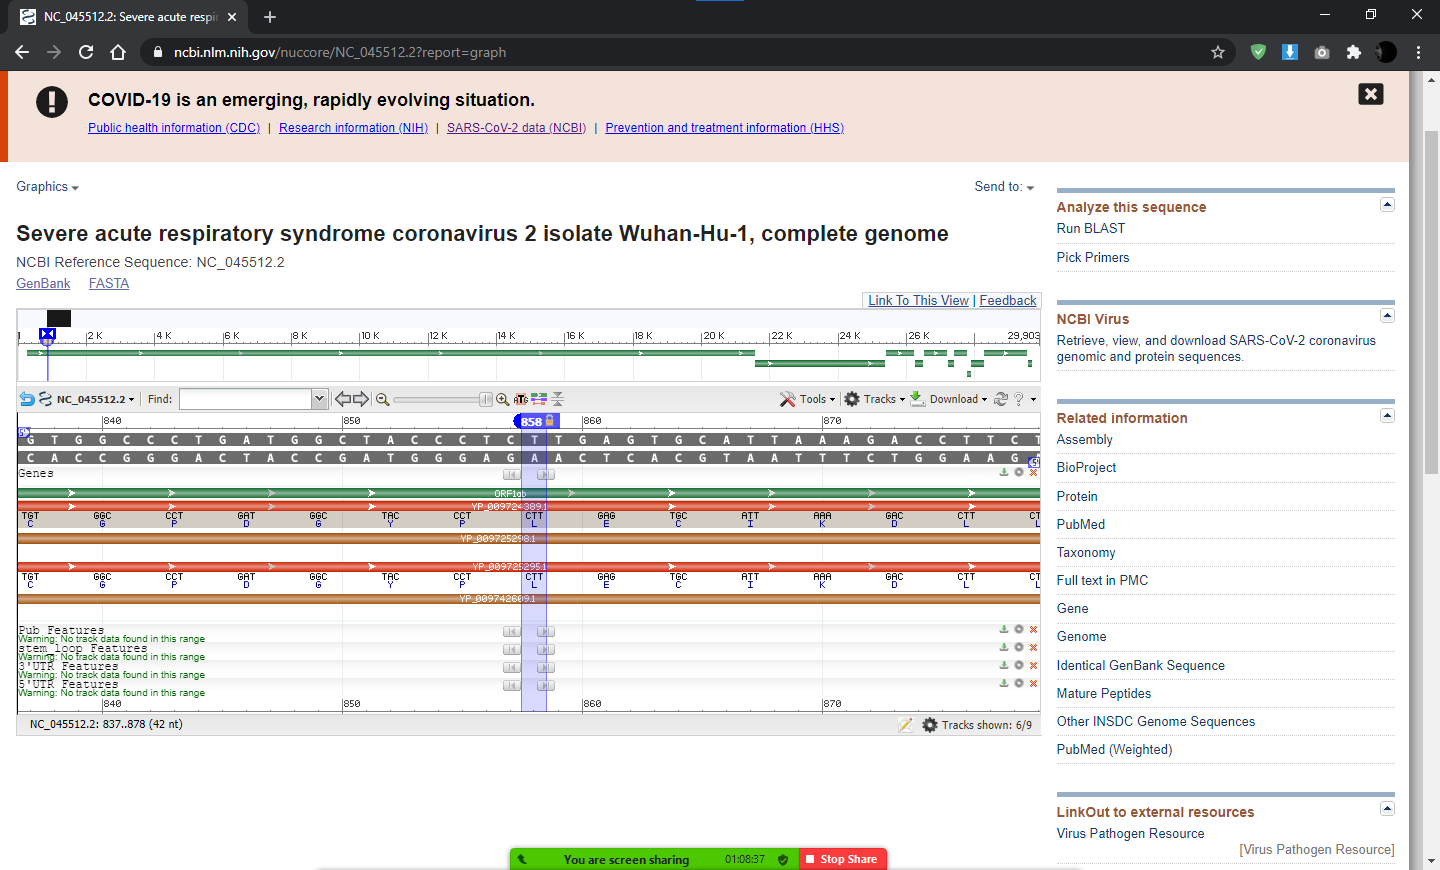 NC_045512.2: Severe acute respir
ncbi.nlm.nih.gov/nuccore/NC_045512.2?report=graph
COVID-19 is an emerging, rapidly evolving situation.
Public health information (CDC) | Research information (NIH) | SARS-CoV-2 data (NCBI) | Prevention and treatment information (HHS)
Graphics
Send to:
Severe acute respiratory syndrome coronavirus 2 isolate Wuhan-Hu-1, complete genome
NCBI Reference Sequence: NC_045512.2
GenBank FASTA
Link To This View | Feedback
2 K 4 K 6 K 8 K 10 K 12 K 14 K 16 K 18 K 20 K 22 K 24 K 26 K 29,903
NC_045512.2 Find: Tools Tracks Download ?
840 850 858 860 870
G T G G C C C T G A T G G C T A C C C T C T T G A G T G C A T T A A A G A C C T T C T
C A C C G G G A C T A C C G A T G G G A G A A C T C A C G T A A T T T C T G G A A G A
Genes
ORF1ab
YP_009724389.1
TGT GGC CCT GAT GGC TAC CCT CTT GAG TGC ATT AAA GAC CTT CT
C G P D G Y P L E C I K D L L
YP_009725298.1
YP_009725295.1
TGT GGC CCT GAT GGC TAC CCT CTT GAG TGC ATT AAA GAC CTT CT
C G P D G Y P L E C I K D L L
YP_009742609.1
Pub Features
Warning: No track data found in this range
stem_loop Features
Warning: No track data found in this range
3'UTR Features
Warning: No track data found in this range
5'UTR Features
Warning: No track data found in this range
840 850 860 870
NC_045512.2: 837..878 (42 nt)
Tracks shown: 6/9
Analyze this sequence
Run BLAST
Pick Primers
NCBI Virus
Retrieve, view, and download SARS-CoV-2 coronavirus
genomic and protein sequences.
Related information
Assembly
BioProject
Protein
PubMed
Taxonomy
Full text in PMC
Gene
Genome
Identical GenBank Sequence
Mature Peptides
Other INSDC Genome Sequences
PubMed (Weighted)
LinkOut to external resources
Virus Pathogen Resource
[Virus Pathogen Resource]
You are screen sharing 01:08:37 Stop Share